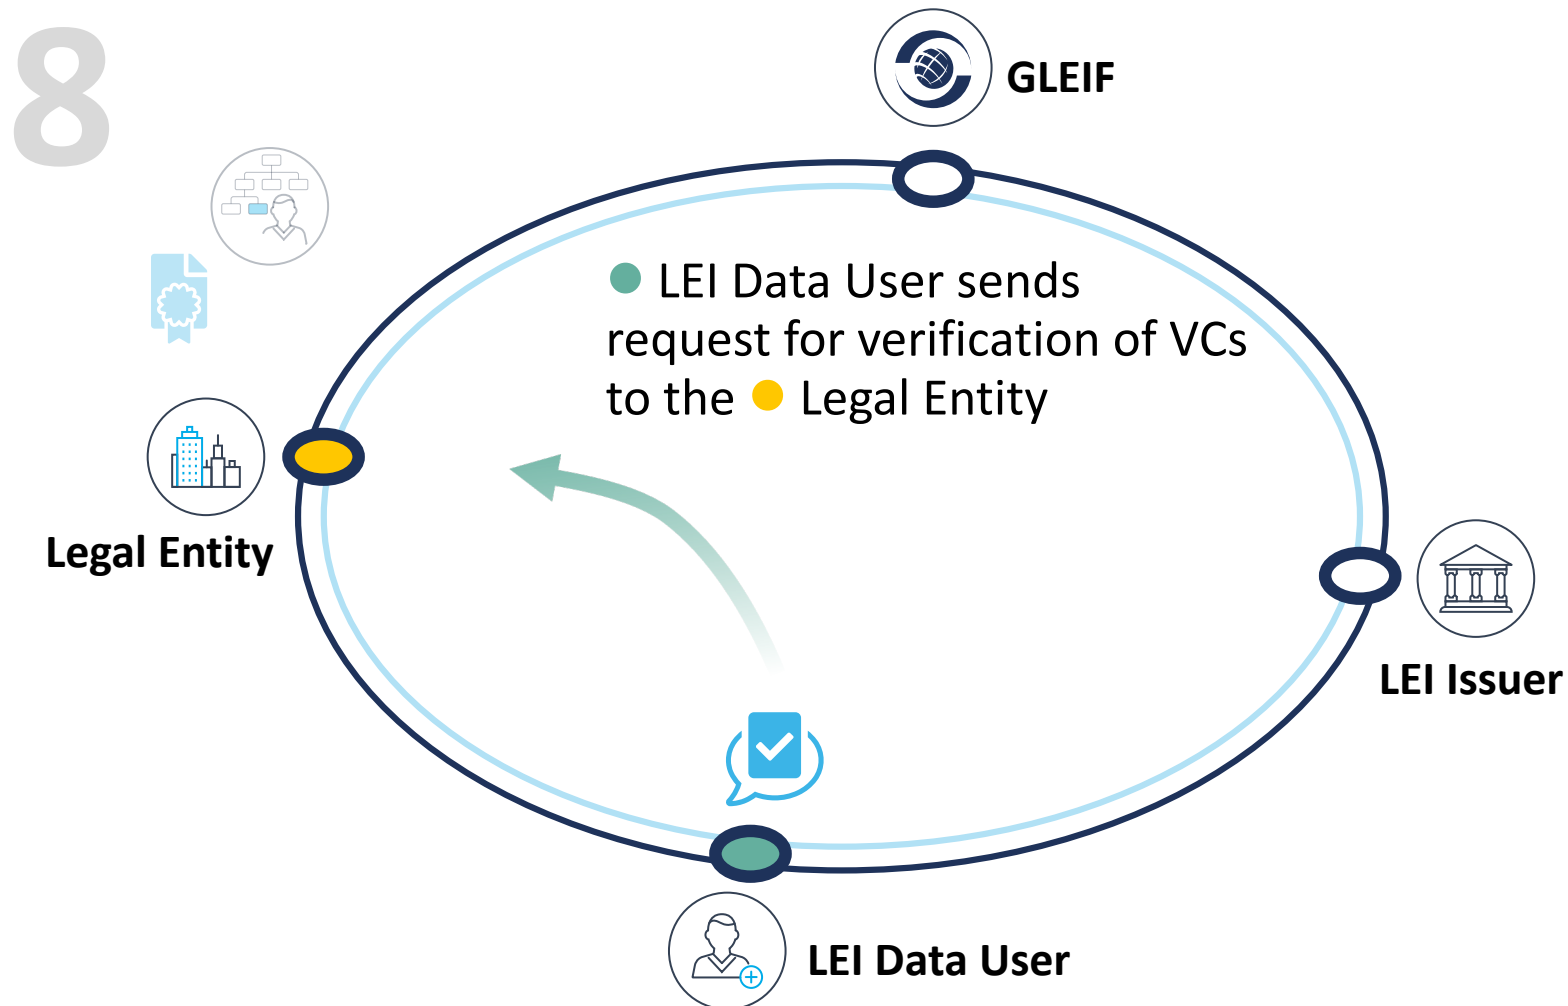 8
GLEIF
LEI Data User sends
request for verification of VCs
to the Legal Entity
Legal Entity
LEI Issuer
LEI Data User